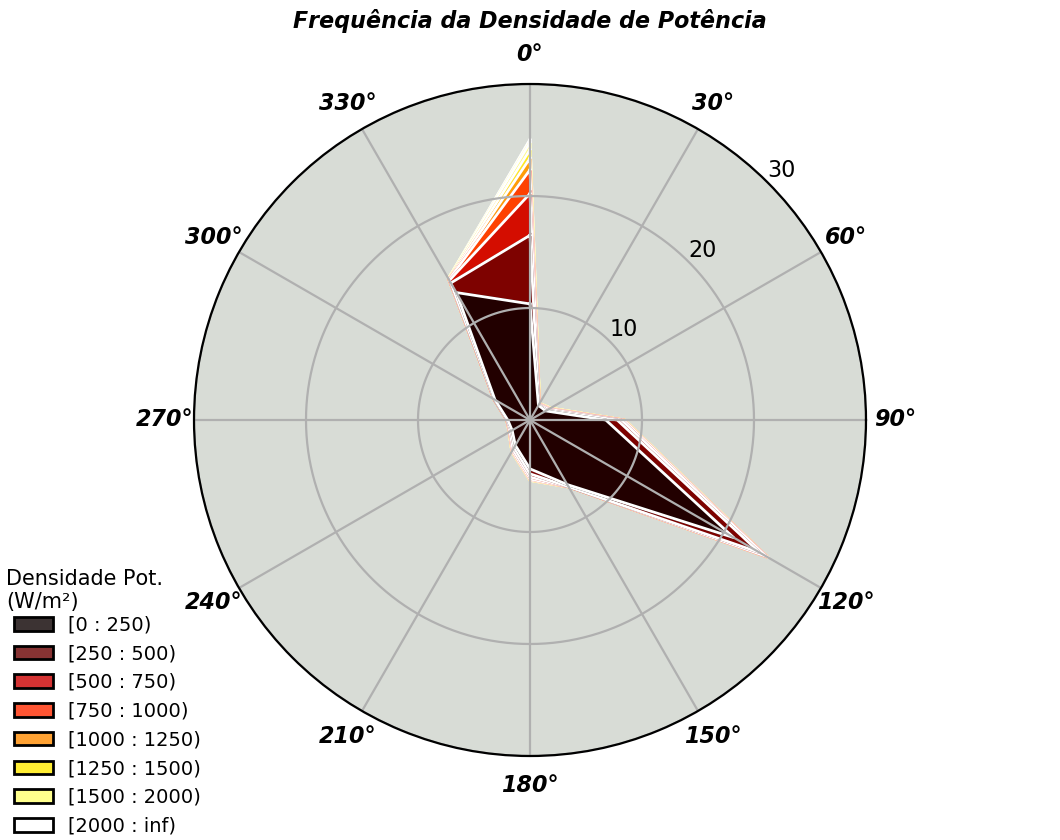 Frequência da Densidade de Potência
0°
330°
30°
30
300°
60°
20
10
270°
90°
240°
120°
210°
150°
180°
Densidade Pot.
(W/m²)
[0 : 250)
[250 : 500)
[500 : 750)
[750 : 1000)
[1000 : 1250)
[1250 : 1500)
[1500 : 2000)
[2000 : inf)